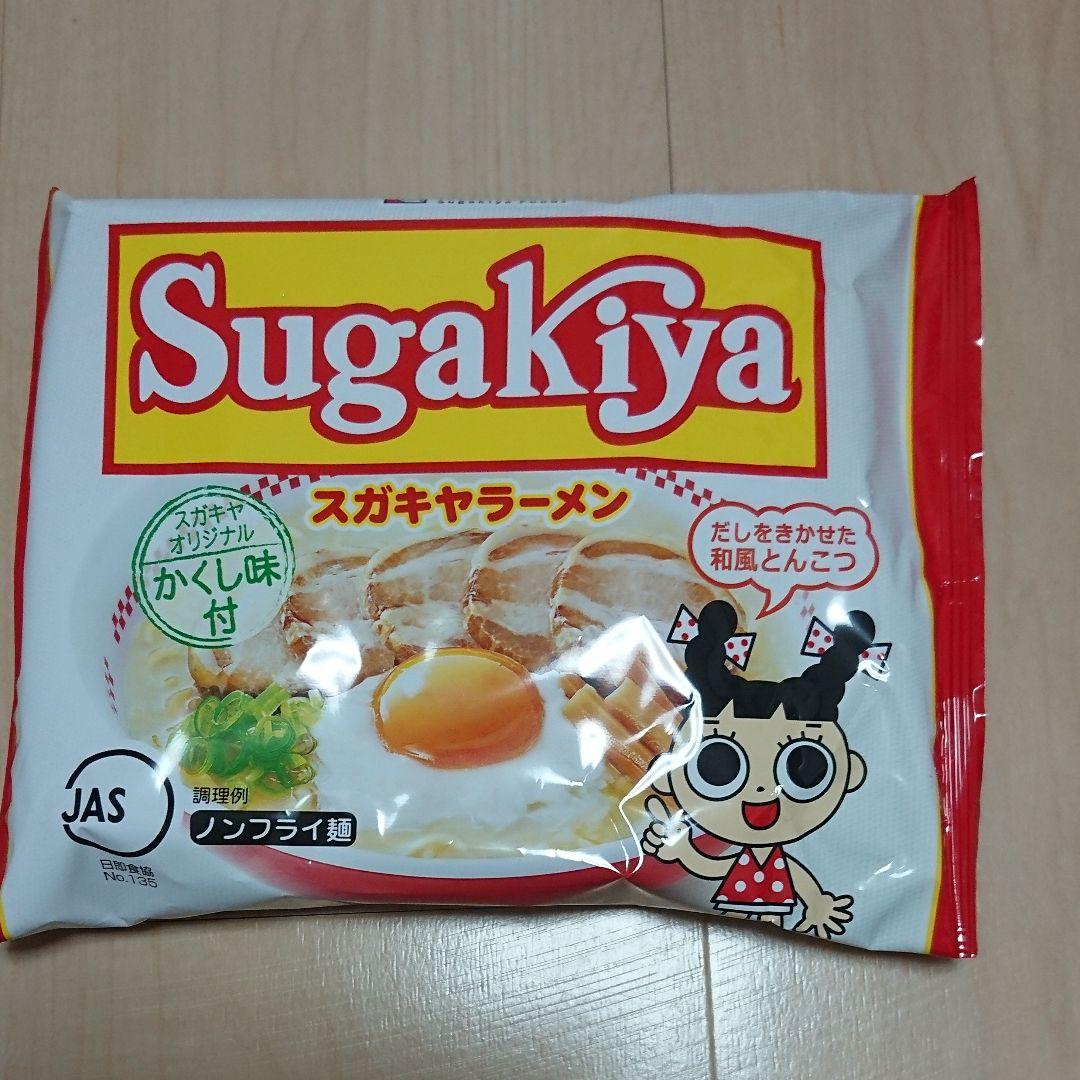 Sugakiya Foods
Sugakiya
スガキヤラーメン
スガキヤ
オリジナル
かくし味
付
だしをきかせた
和風とんこつ
JAS
日即食協
No.135
調理例
ノンフライ麺